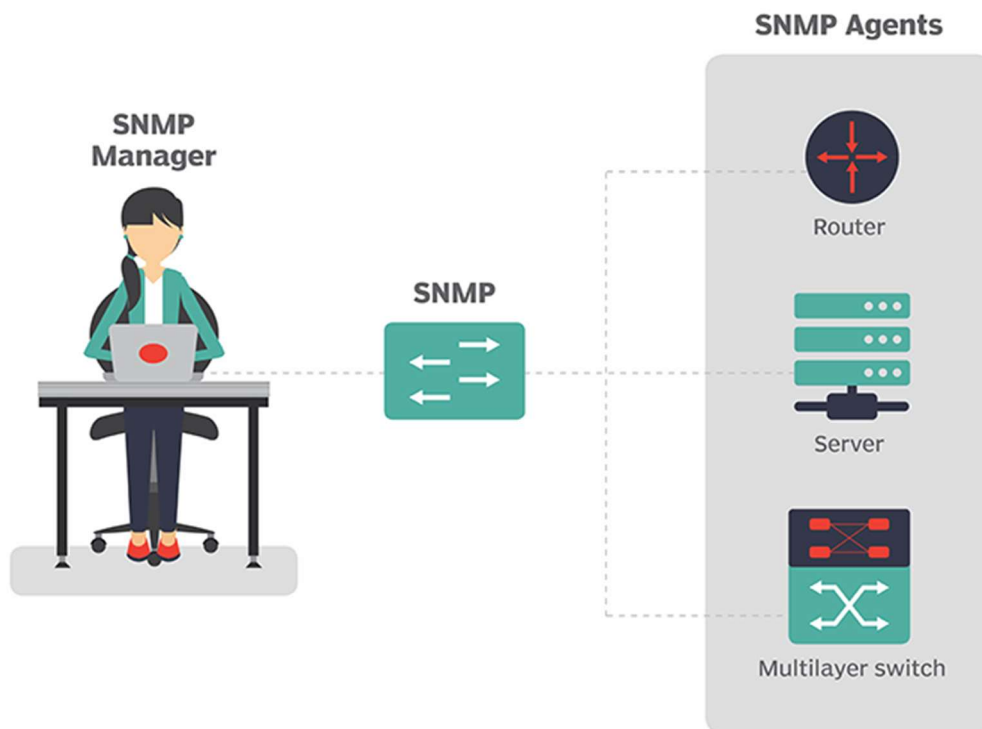 SNMP Agents
SNMP
Manager
Router
SNMP
Server
Multilayer switch